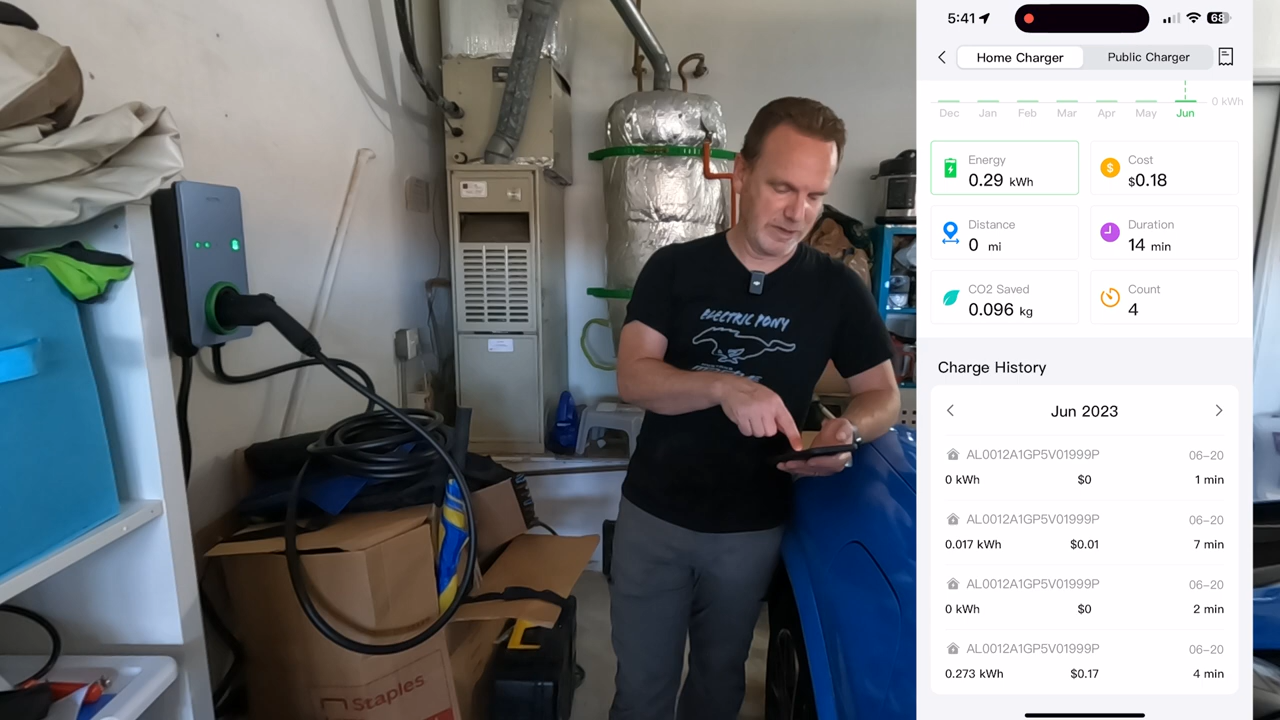 5:41
68
Home Charger
Public Charger
0 kWh
Dec Jan Feb Mar Apr May Jun
Energy
0.29 kWh
Cost
$0.18
Distance
0 mi
Duration
14 min
CO2 Saved
0.096 kg
Count
4
Charge History
Jun 2023
AL0012A1GP5V01999P 06-20
0 kWh $0 1 min
AL0012A1GP5V01999P 06-20
0.017 kWh $0.01 7 min
AL0012A1GP5V01999P 06-20
0 kWh $0 2 min
AL0012A1GP5V01999P 06-20
0.273 kWh $0.17 4 min
ELECTRIC PONY
Staples